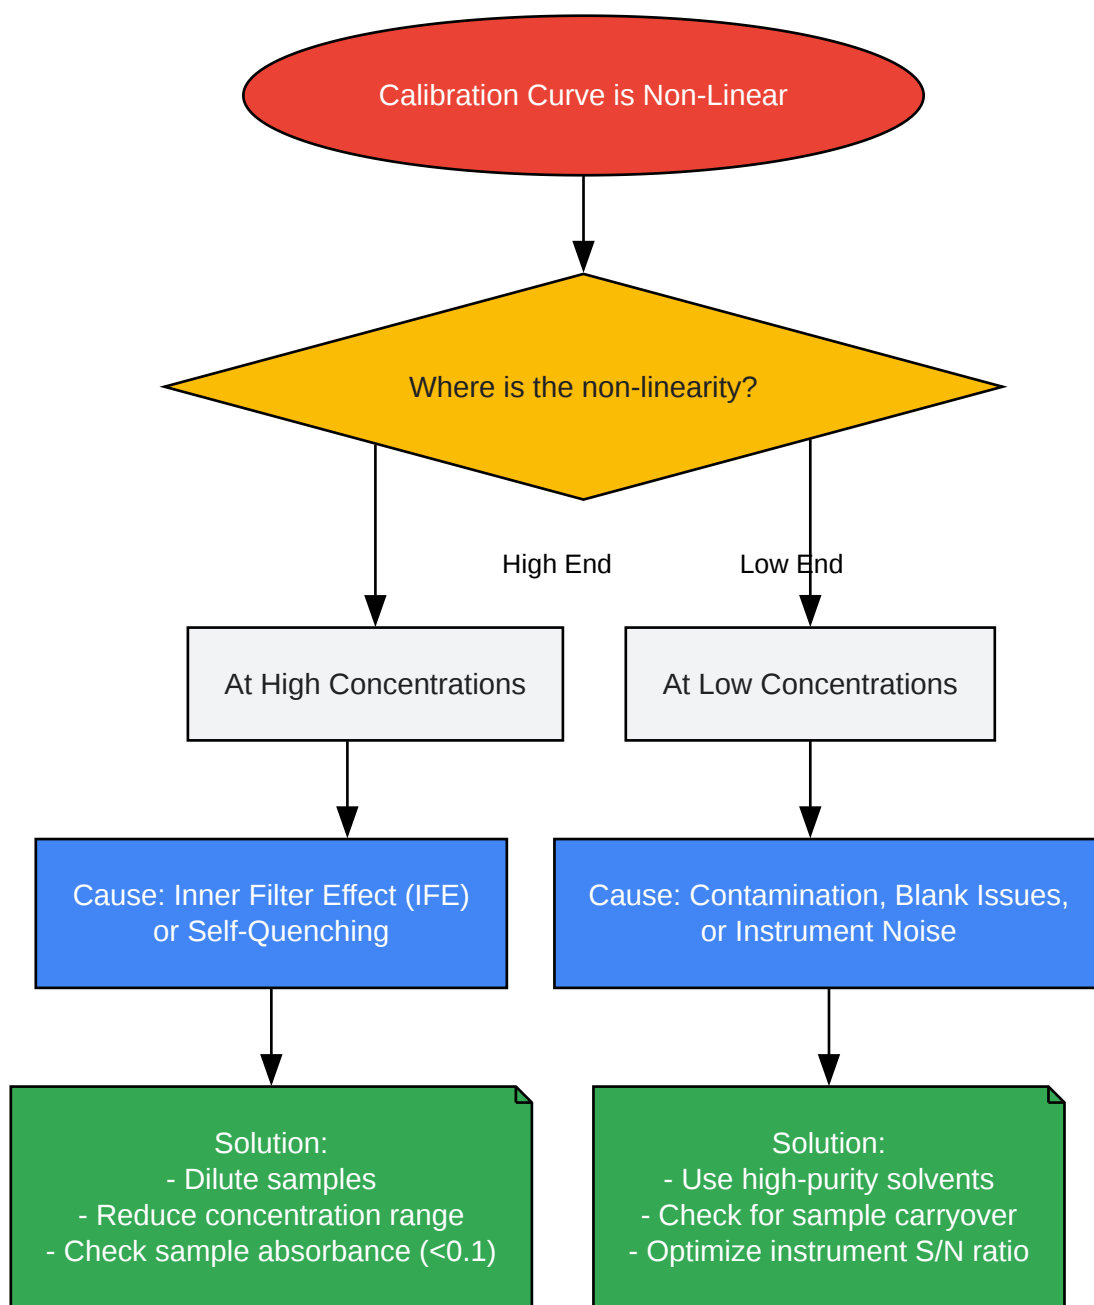 Calibration Curve is Non-Linear
Where is the non-linearity?
High End
Low End
At High Concentrations
At Low Concentrations
Cause: Inner Filter Effect (IFE)
or Self-Quenching
Cause: Contamination, Blank Issues,
or Instrument Noise
Solution:
- Dilute samples
- Reduce concentration range
- Check sample absorbance (<0.1)
Solution:
- Use high-purity solvents
- Check for sample carryover
- Optimize instrument S/N ratio